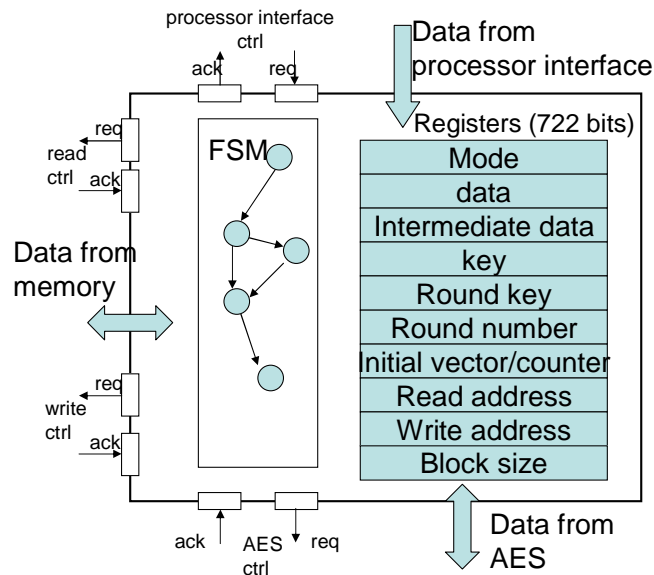 processor interface
ctrl
ack
req
Data from
processor interface
Registers (722 bits)
FSM
Mode
data
Intermediate data
key
Round key
Round number
Initial vector/counter
Read address
Write address
Block size
req
read
ctrl
ack
Data from
memory
req
write
ctrl
ack
ack
AES
ctrl
req
Data from
AES